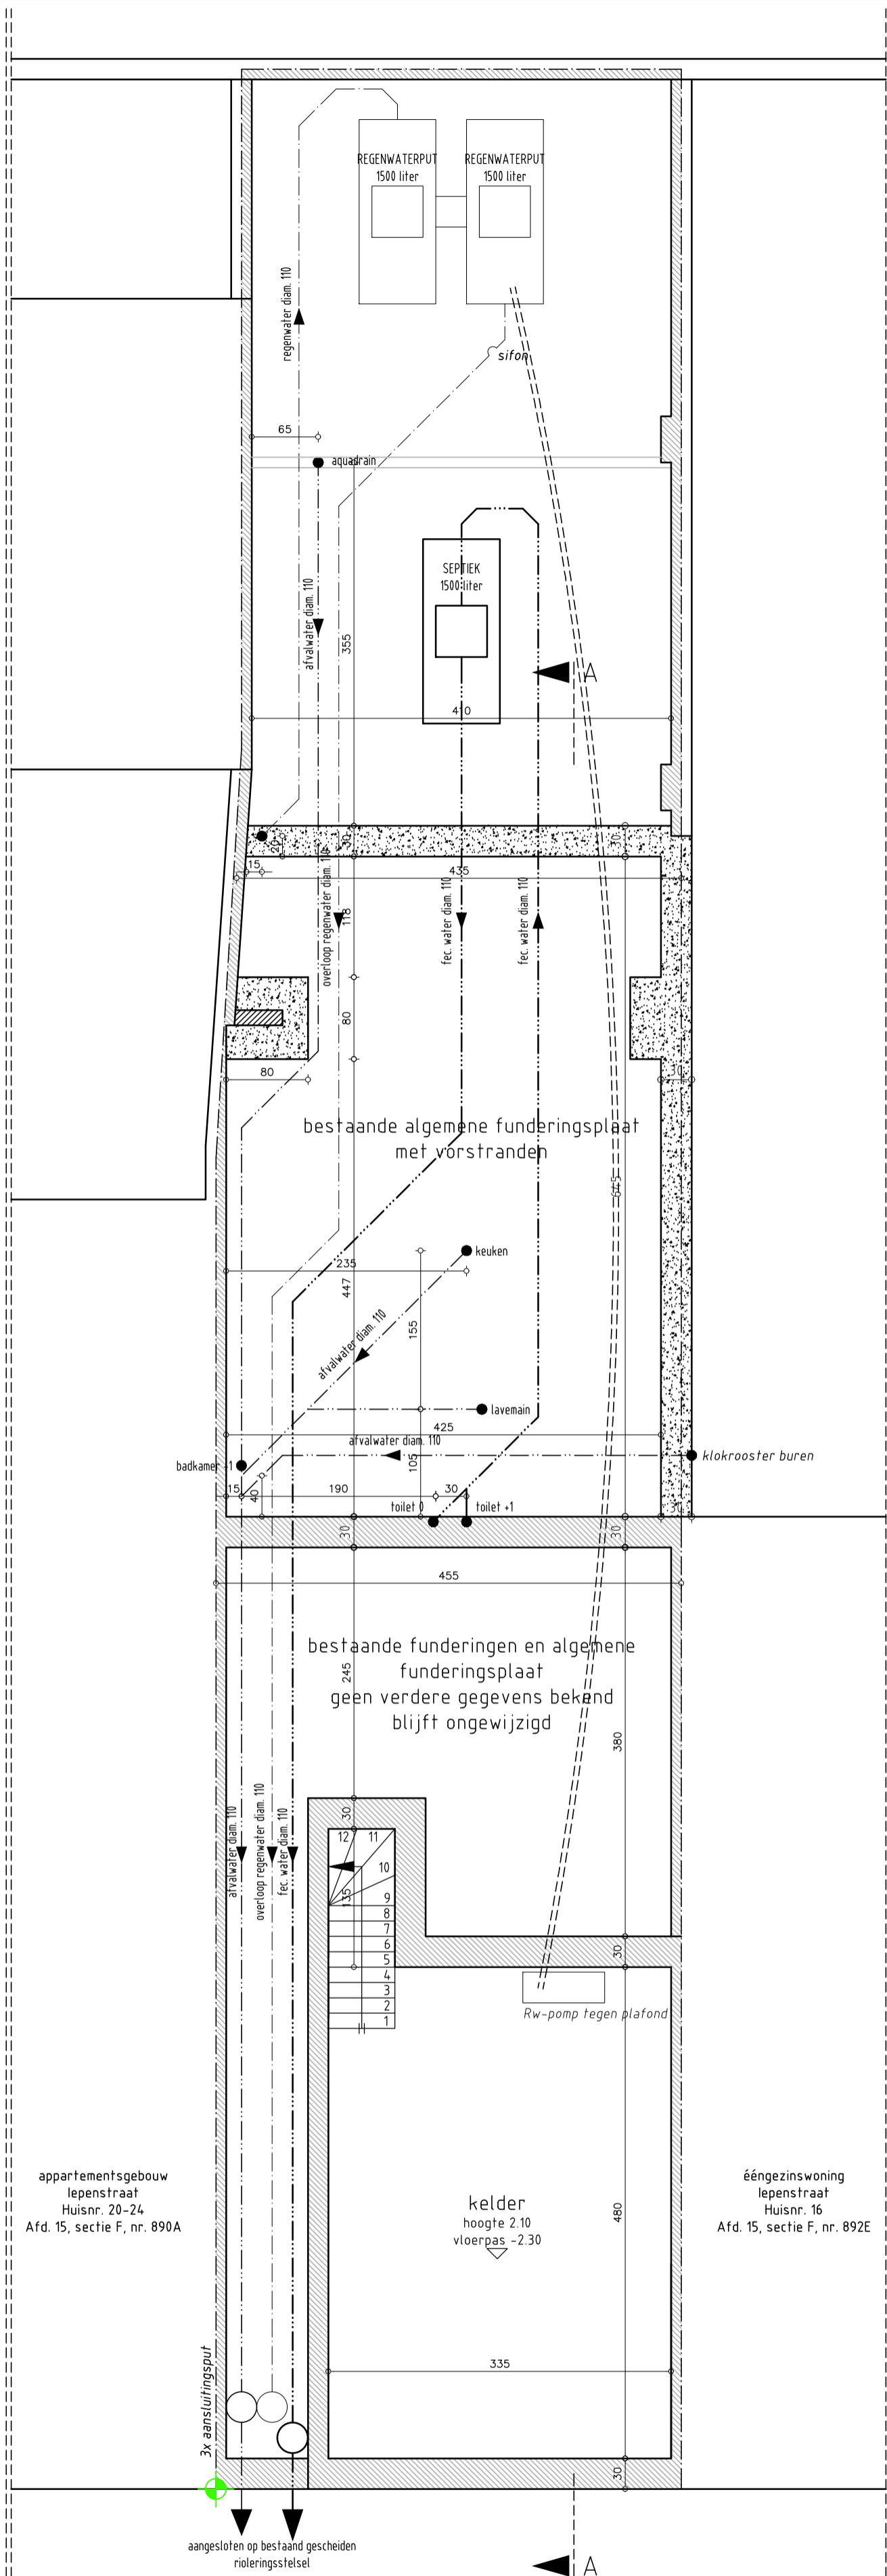 REGENWATERPUT
1500 liter
REGENWATERPUT
1500 liter
regenwater diam. 110
sifon
65
aquadrain
SEPTIEK
1500 liter
afvalwater diam. 110
355
A
410
30
30
20
15
435
overloop regenwater diam. 110
118
fec. water diam. 110
fec. water diam. 110
80
80
30
bestaande algemene funderingsplaat
met vorstranden
645
keuken
235
447
155
afvalwater diam. 110
lavemain
425
afvalwater diam. 110
klokrooster buren
badkamer +1
105
15
40
190
30
toilet 0
toilet +1
30
30
455
bestaande funderingen en algemene
funderingsplaat
geen verdere gegevens bekend
blijft ongewijzigd
245
380
afvalwater diam. 110
overloop regenwater diam. 110
fec. water diam. 110
30
12
11
10
135
9
8
7
6
5
4
3
2
1
30
Rw-pomp tegen plafond
appartementsgebouw
Iepenstraat
Huisnr. 20-24
Afd. 15, sectie F, nr. 890A
kelder
hoogte 2.10
vloerpas -2.30
480
ééngezinswoning
Iepenstraat
Huisnr. 16
Afd. 15, sectie F, nr. 892E
335
3x aansluitingsput
30
aangesloten op bestaand gescheiden
rioleringsstelsel
A